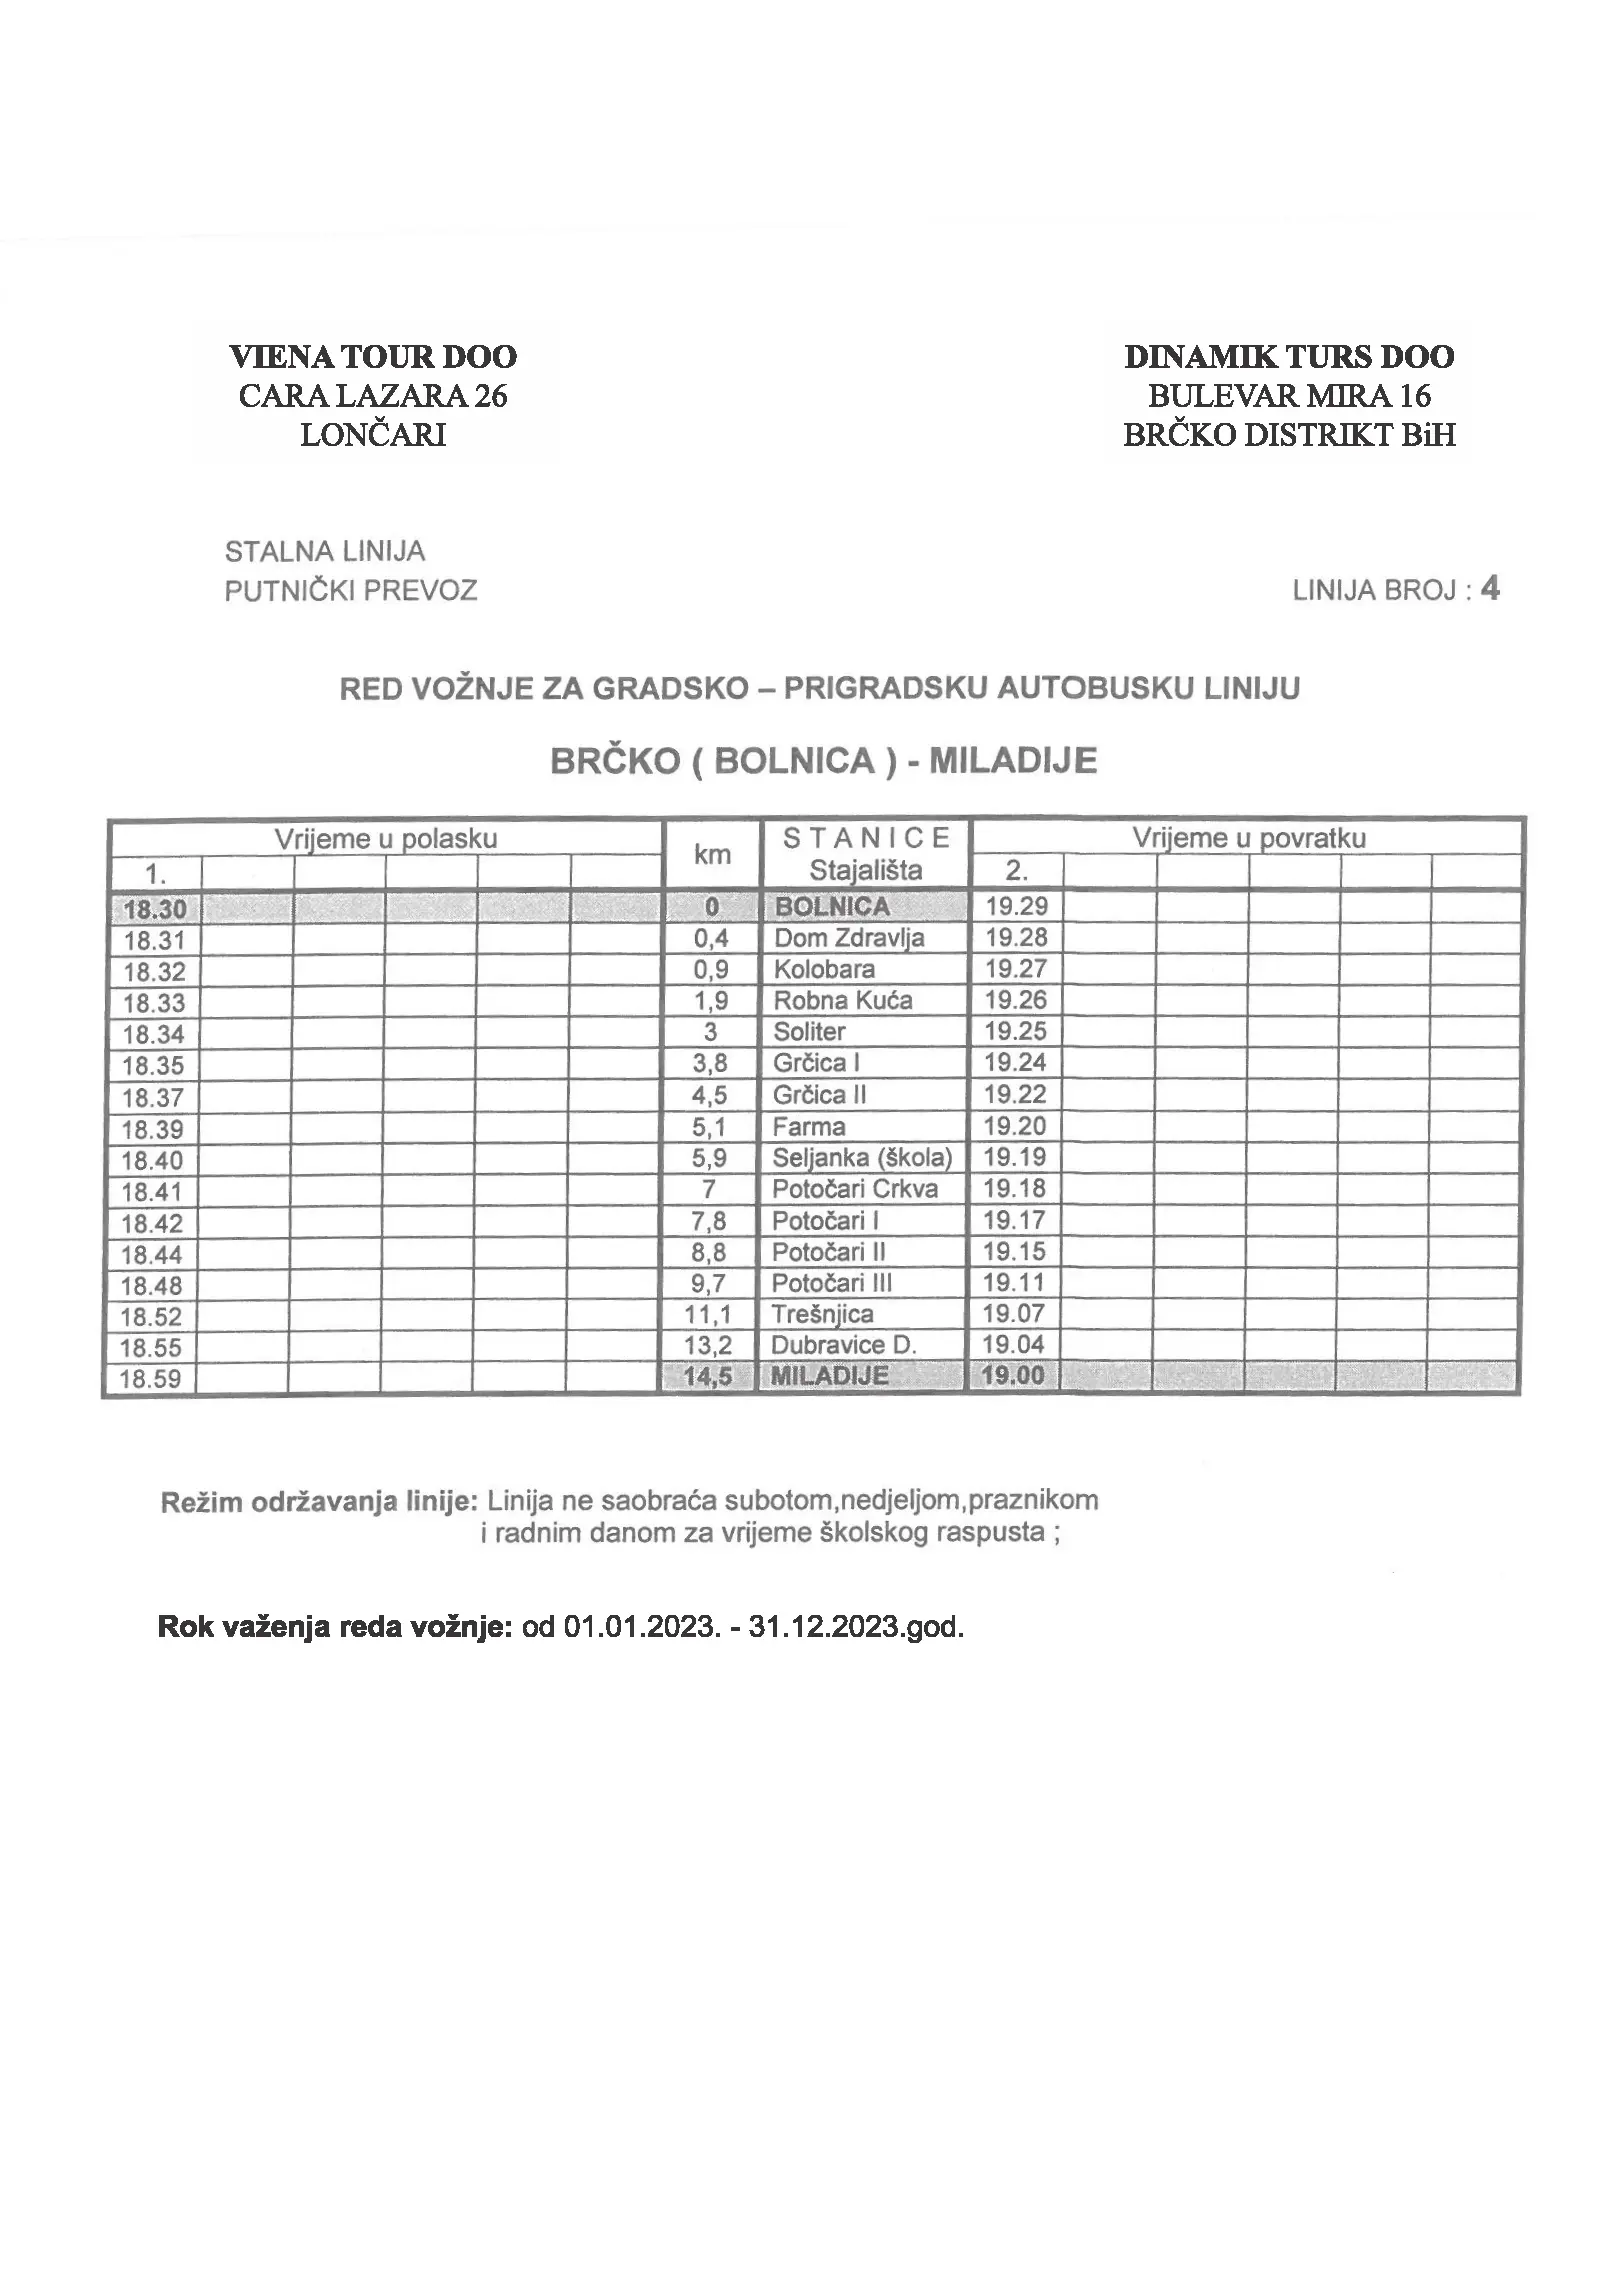 VIENA TOUR DOO
CARA LAZARA 26
LONČARI
DINAMIK TURS DOO
BULEVAR MIRA 16
BRČKO DISTRIKT BiH
STALNA LINIJA
PUTNIČKI PREVOZ
LINIJA BROJ : 4
RED VOŽNJE ZA GRADSKO – PRIGRADSKU AUTOBUSKU LINIJU
BRČKO ( BOLNICA ) - MILADIJE
Vrijeme u polasku km S T A N I C E Stajališta Vrijeme u povratku
1. 2.
18.30 0 BOLNICA 19.29
18.31 0,4 Dom Zdravlja 19.28
18.32 0,9 Kolobara 19.27
18.33 1,9 Robna Kuća 19.26
18.34 3 Soliter 19.25
18.35 3,8 Grčica I 19.24
18.37 4,5 Grčica II 19.22
18.39 5,1 Farma 19.20
18.40 5,9 Seljanka (škola) 19.19
18.41 7 Potočari Crkva 19.18
18.42 7,8 Potočari I 19.17
18.44 8,8 Potočari II 19.15
18.48 9,7 Potočari III 19.11
18.52 11,1 Trešnjica 19.07
18.55 13,2 Dubravice D. 19.04
18.59 14,5 MILADIJE 19.00
Režim održavanja linije: Linija ne saobraća subotom,nedjeljom,praznikom
i radnim danom za vrijeme školskog raspusta ;
Rok važenja reda vožnje: od 01.01.2023. - 31.12.2023.god.